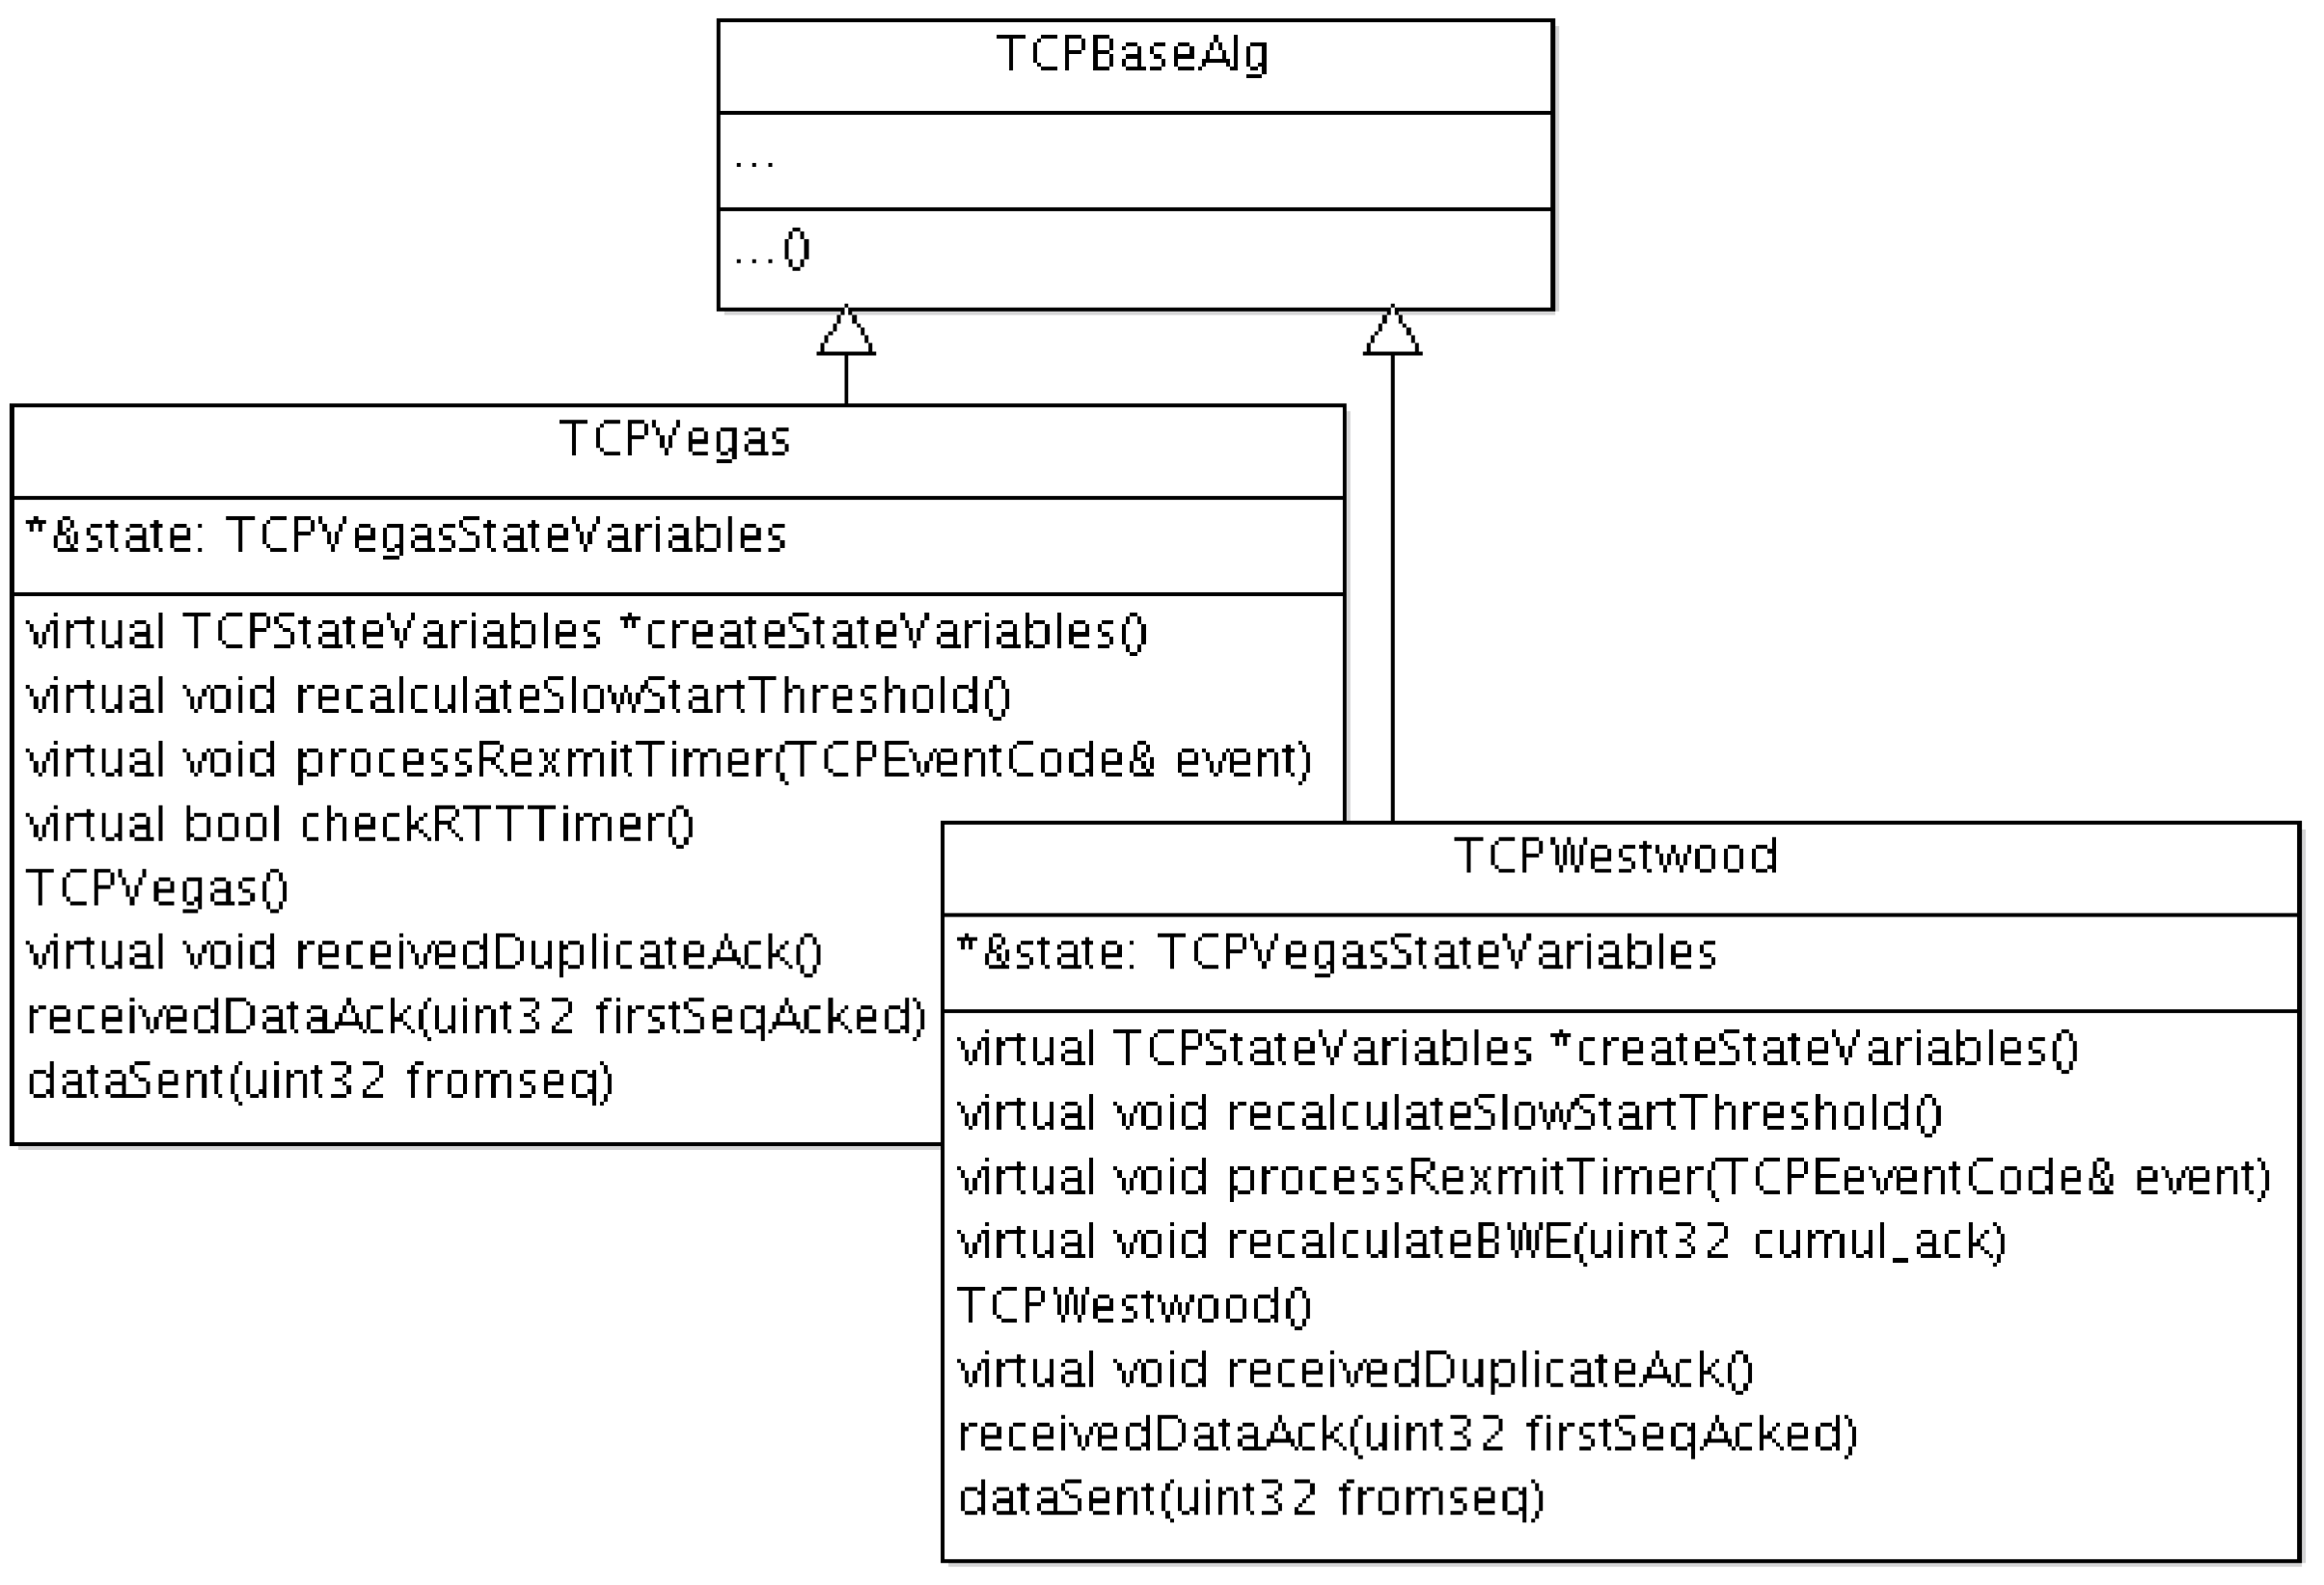 TCPBaseAlg
...
...()
TCPVegas
*&state: TCPVegasStateVariables
virtual TCPStateVariables *createStateVariables()
virtual void recalculateSlowStartThreshold()
virtual void processRexmitTimer(TCPEventCode& event)
virtual bool checkRTTTimer()
TCPVegas()
virtual void receivedDuplicateAck()
receivedDataAck(uint32 firstSeqAcked)
dataSent(uint32 fromseq)
TCPWestwood
*&state: TCPVegasStateVariables
virtual TCPStateVariables *createStateVariables()
virtual void recalculateSlowStartThreshold()
virtual void processRexmitTimer(TCPEeventCode& event)
virtual void recalculateBWE(uint32 cumul_ack)
TCPWestwood()
virtual void receivedDuplicateAck()
receivedDataAck(uint32 firstSeqAcked)
dataSent(uint32 fromseq)